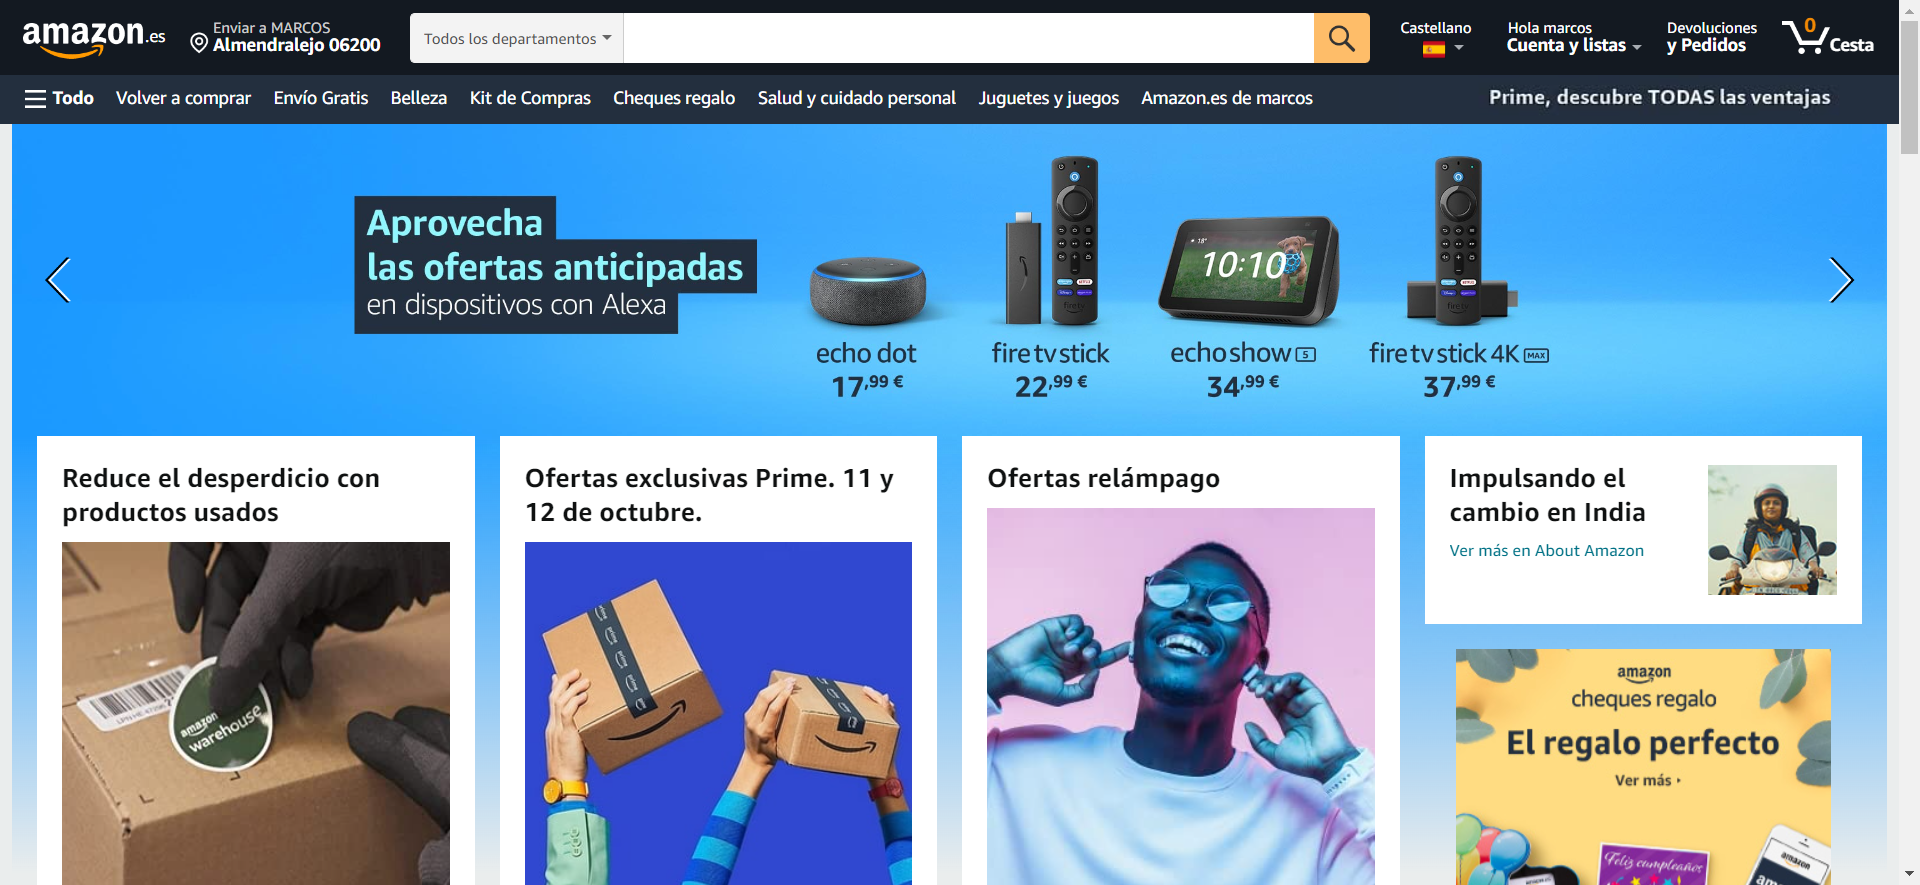 amazon.es
Enviar a MARCOS
Almendralejo 06200
Todos los departamentos
Castellano
Hola marcos
Cuenta y listas
Devoluciones
y Pedidos
0
Cesta
Todo
Volver a comprar
Envío Gratis
Belleza
Kit de Compras
Cheques regalo
Salud y cuidado personal
Juguetes y juegos
Amazon.es de marcos
Prime, descubre TODAS las ventajas
Aprovecha
las ofertas anticipadas
en dispositivos con Alexa
10:10
echo dot
17,99 €
fire tv stick
22,99 €
echo show 5
34,99 €
fire tv stick 4K MAX
37,99 €
Reduce el desperdicio con
productos usados
amazon
warehouse
Ofertas exclusivas Prime. 11 y
12 de octubre.
prime
prime
prime
Ofertas relámpago
Impulsando el
cambio en India
Ver más en About Amazon
amazon
cheques regalo
El regalo perfecto
Ver más
Feliz cumpleaños
amazon